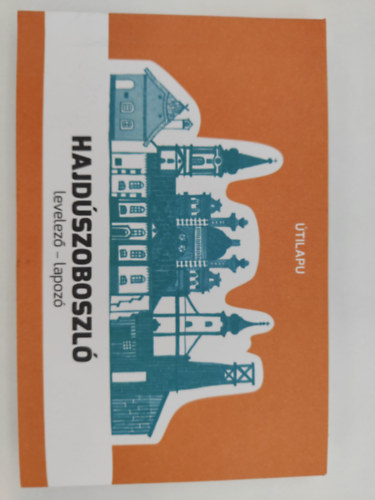 ÚTILAPU
HAJDÚSZOBOSZLÓ
levelező – lapozó